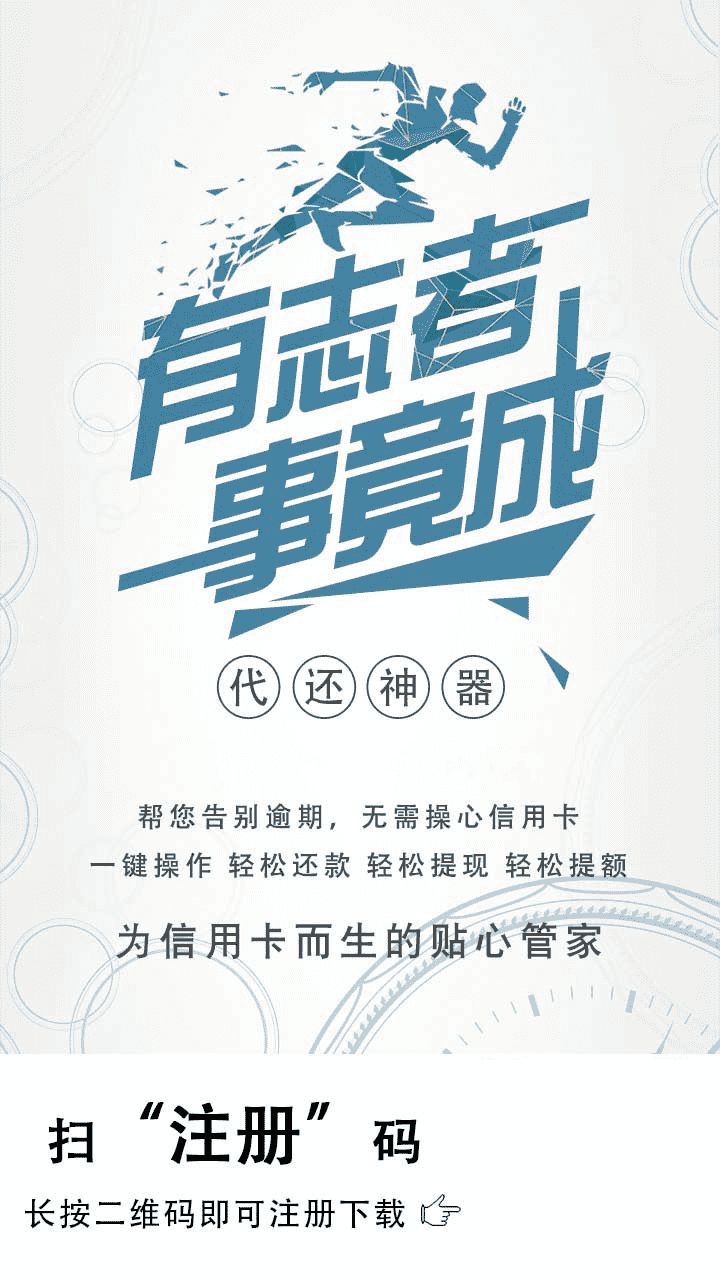 有志者
事竟成
代还神器
帮您告别逾期，无需操心信用卡
一键操作 轻松还款 轻松提现 轻松提额
为信用卡而生的贴心管家
扫“注册”码
长按二维码即可注册下载